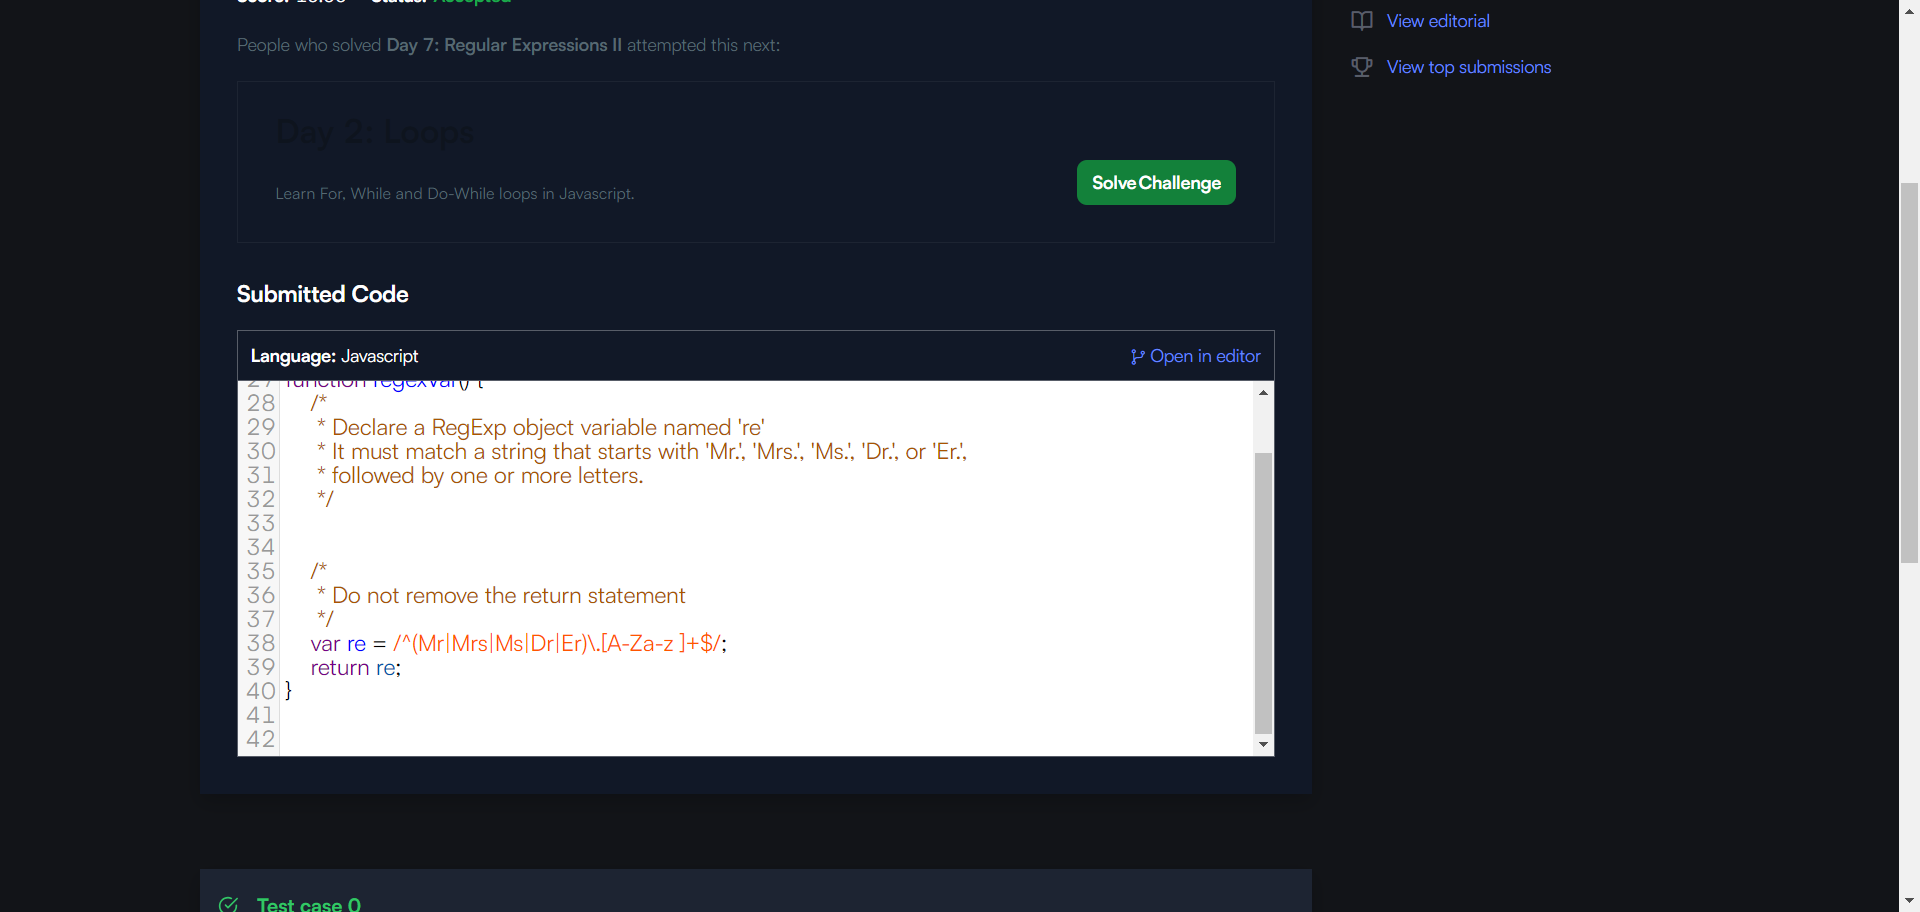 Status: Accepted
View editorial
People who solved Day 7: Regular Expressions II attempted this next:
View top submissions
Day 2: Loops
Learn For, While and Do-While loops in Javascript.
Solve Challenge
Submitted Code
Language: Javascript
Open in editor
27 function regexVar() {
28 /*
29 * Declare a RegExp object variable named 're'
30 * It must match a string that starts with 'Mr.', 'Mrs.', 'Ms.', 'Dr.', or 'Er.',
31 * followed by one or more letters.
32 */
33
34
35 /*
36 * Do not remove the return statement
37 */
38 var re = /^(Mr|Mrs|Ms|Dr|Er)\.[A-Za-z ]+$/;
39 return re;
40 }
41
42
Test case 0